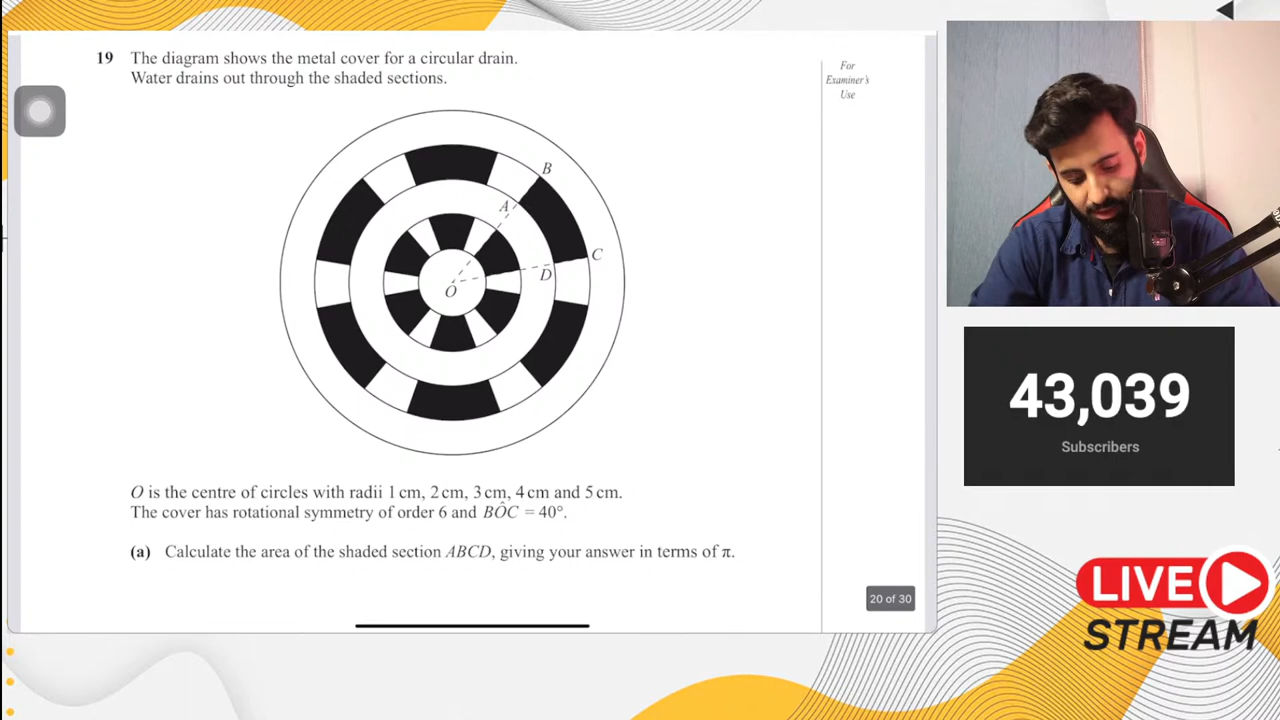 19 The diagram shows the metal cover for a circular drain.
Water drains out through the shaded sections.
For
Examiner's
Use
B
A
C
D
O
O is the centre of circles with radii 1 cm, 2 cm, 3 cm, 4 cm and 5 cm.
The cover has rotational symmetry of order 6 and BÔC = 40°.
(a) Calculate the area of the shaded section ABCD, giving your answer in terms of π.
20 of 30
43,039
Subscribers
LIVE
STREAM